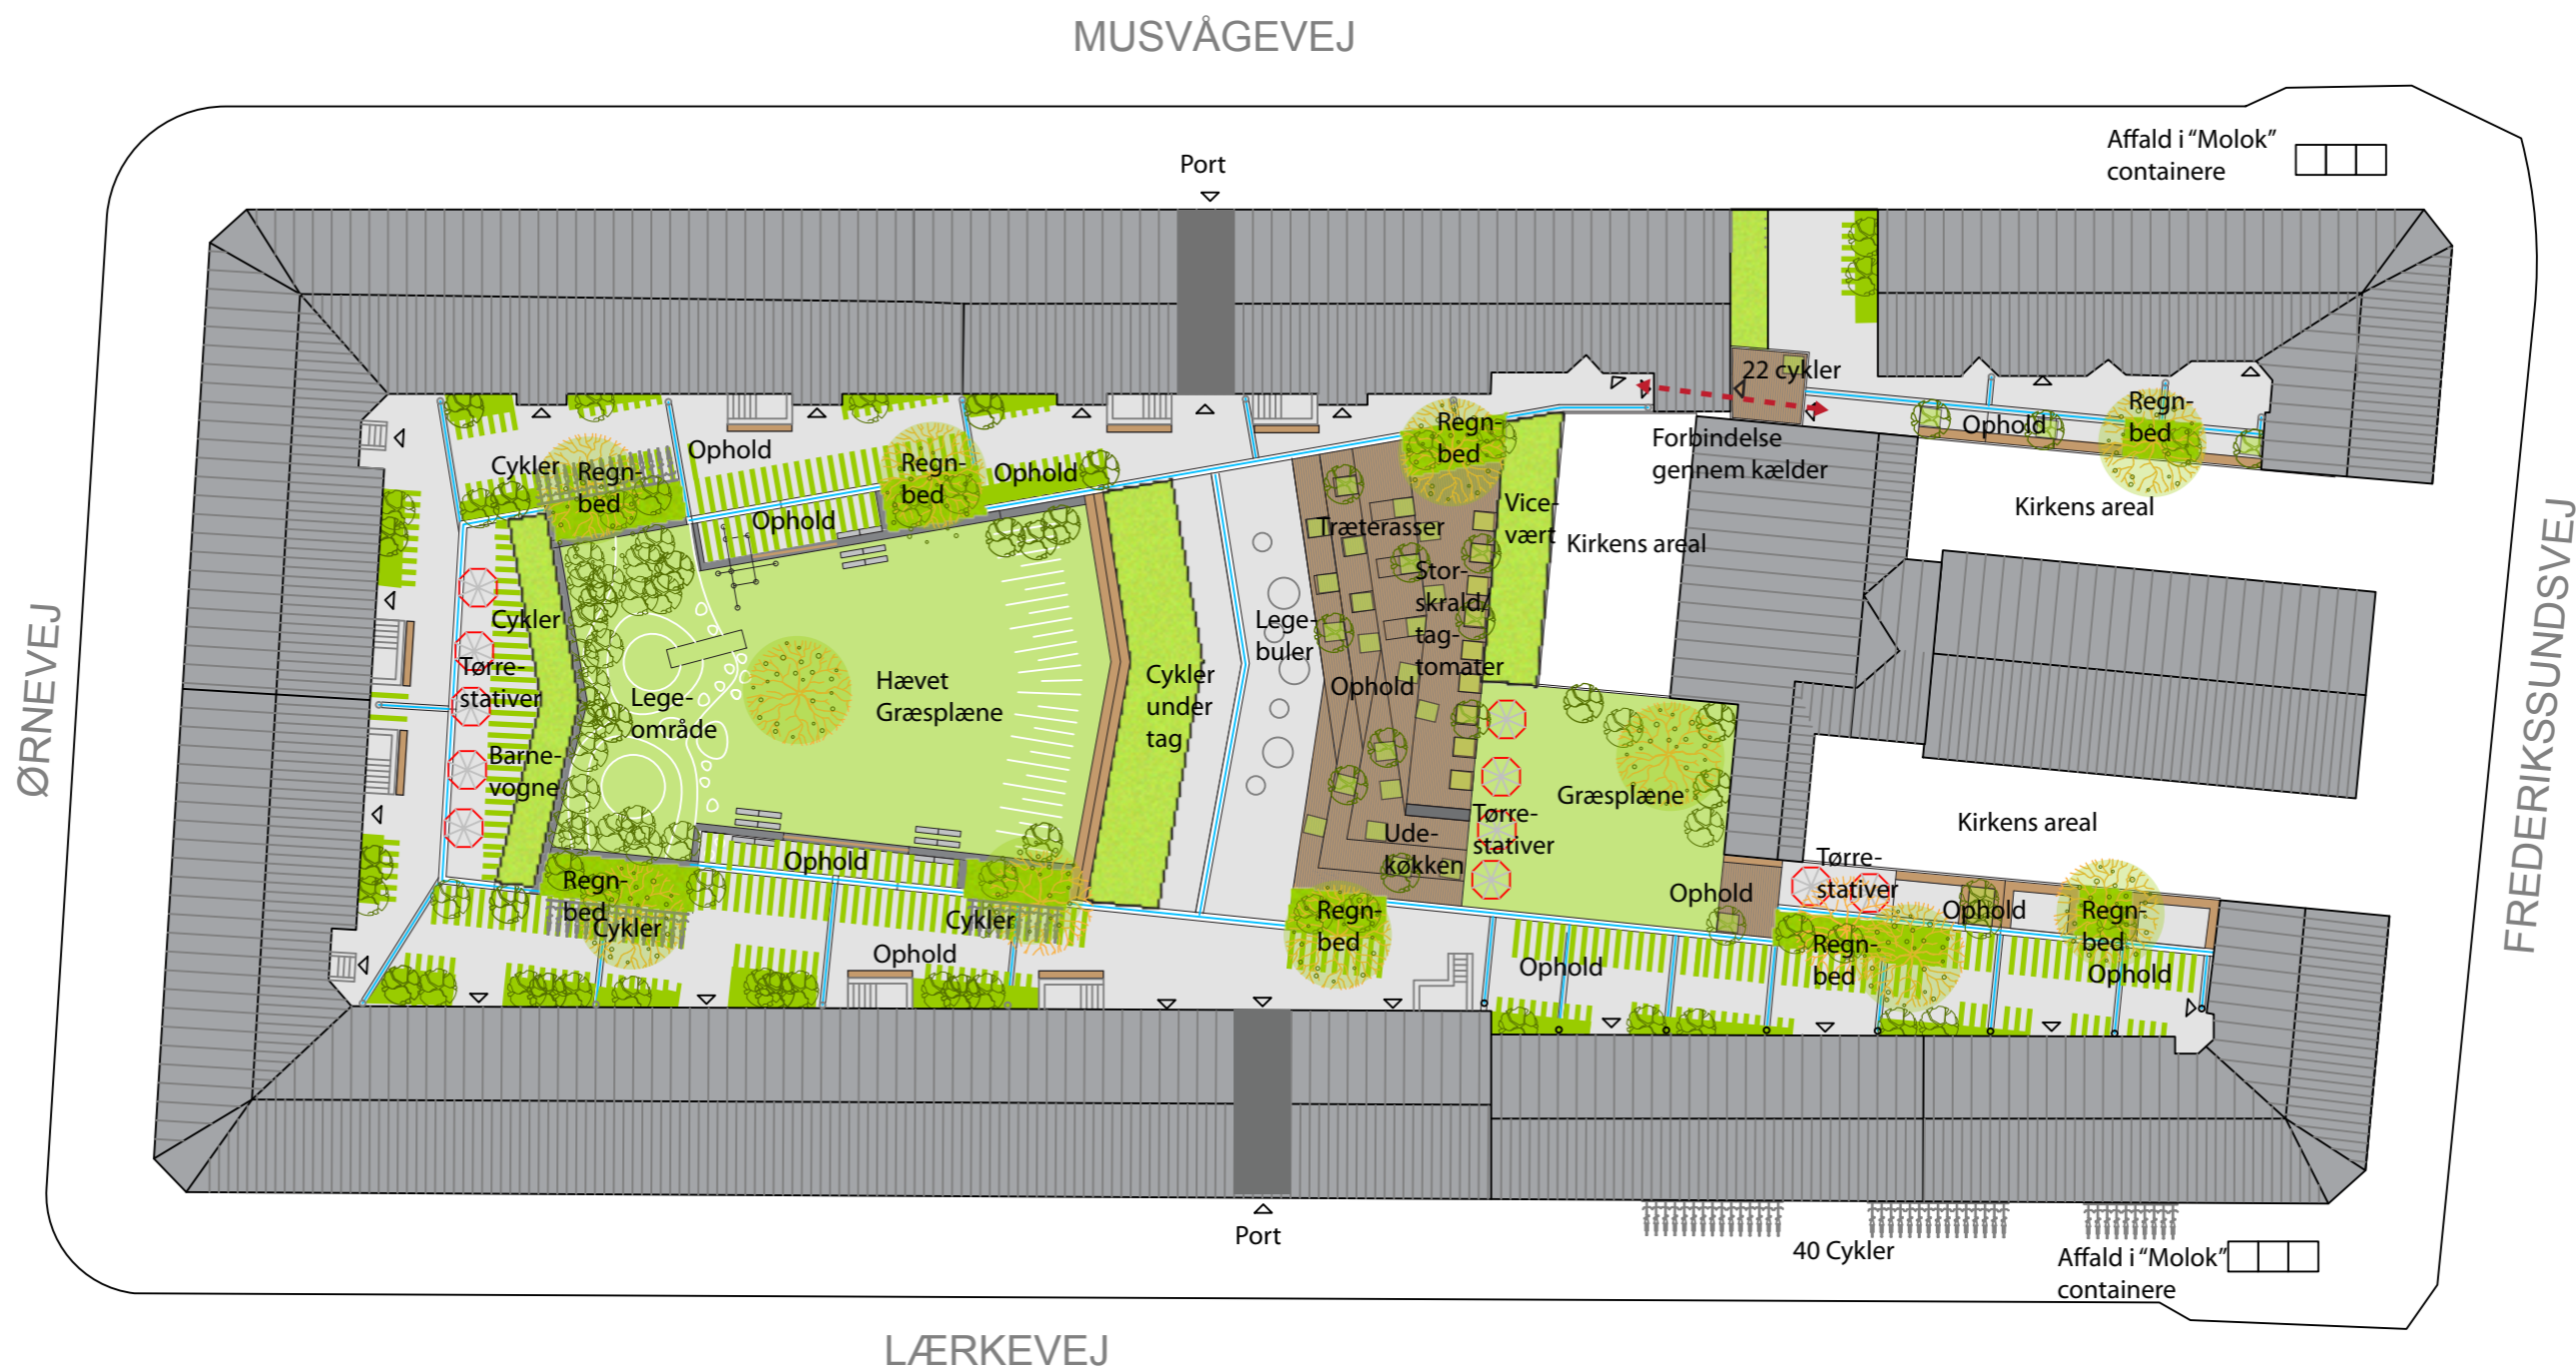 MUSVÅGEVEJ
Affald i “Molok”
containere
Port
22 cykler
Forbindelse
gennem kælder
Ophold
Regn-
bed
Kirkens areal
Cykler
Regn-
bed
Ophold
Ophold
Regn-
bed
Ophold
Regn-
bed
Træterasser
Vice-
vært
Kirkens areal
Stor-
skrald/
tag-
tomater
ØRNEVEJ
Cykler
Tørre-
stativer
Barne-
vogne
Lege-
område
Hævet
Græsplæne
Cykler
under
tag
Lege-
buler
Ophold
Ude-
køkken
Tørre-
stativer
Græsplæne
Kirkens areal
FREDERIKSSUNDSVEJ
Ophold
Regn-
bed
Cykler
Cykler
Ophold
Regn-
bed
Ophold
Ophold
Tørre-
stativer
Ophold
Regn-
bed
Regn-
bed
Ophold
Port
40 Cykler
Affald i “Molok”
containere
LÆRKEVEJ